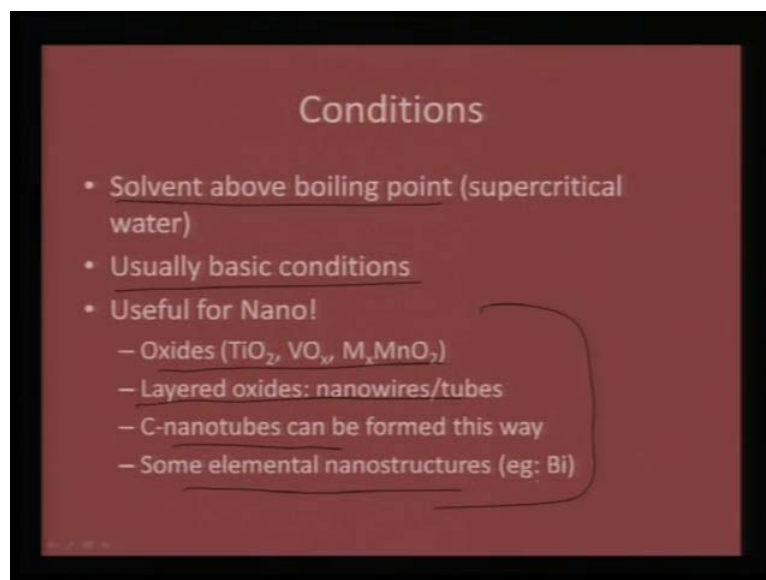 Conditions
• Solvent above boiling point (supercritical
water)
• Usually basic conditions
• Useful for Nano!
– Oxides (TiO₂, VOₓ, MₓMnO₂)
– Layered oxides: nanowires/tubes
– C-nanotubes can be formed this way
– Some elemental nanostructures (eg: Bi)